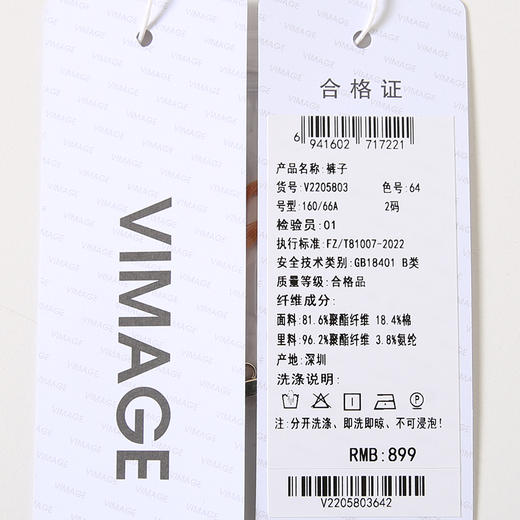 VIMAGE
合格证
6 941602 717221
产品名称:裤子
货号:V2205803 色号:64
号型:160/66A 2码
检验员:01
执行标准:FZ/T81007-2022
安全技术类别:GB18401 B类
质量等级:合格品
纤维成分:
面料:81.6%聚酯纤维 18.4%棉
里料:96.2%聚酯纤维 3.8%氨纶
产地:深圳
洗涤说明:
注:分开洗涤、即洗即晾、不可浸泡!
RMB:899
V2205803642